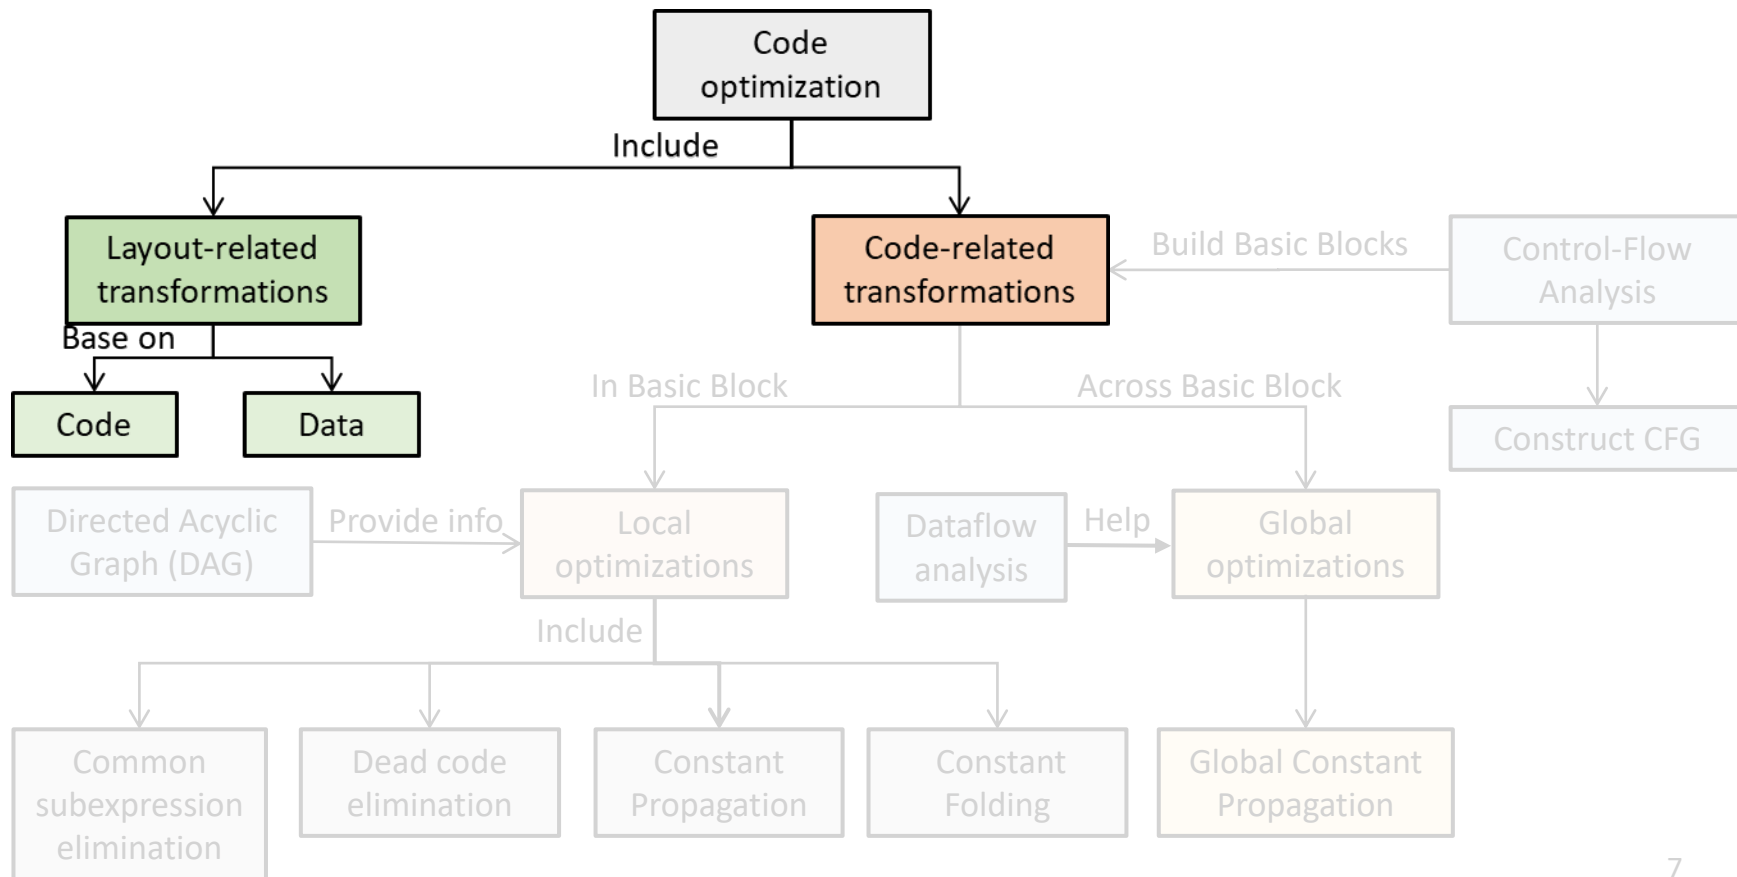 Code
optimization
Include
Layout-related
transformations
Code-related
transformations
Build Basic Blocks
Control-Flow
Analysis
Base on
Code
Data
In Basic Block
Across Basic Block
Construct CFG
Directed Acyclic
Graph (DAG)
Provide info
Local
optimizations
Dataflow
analysis
Help
Global
optimizations
Include
Common
subexpression
elimination
Dead code
elimination
Constant
Propagation
Constant
Folding
Global Constant
Propagation
7